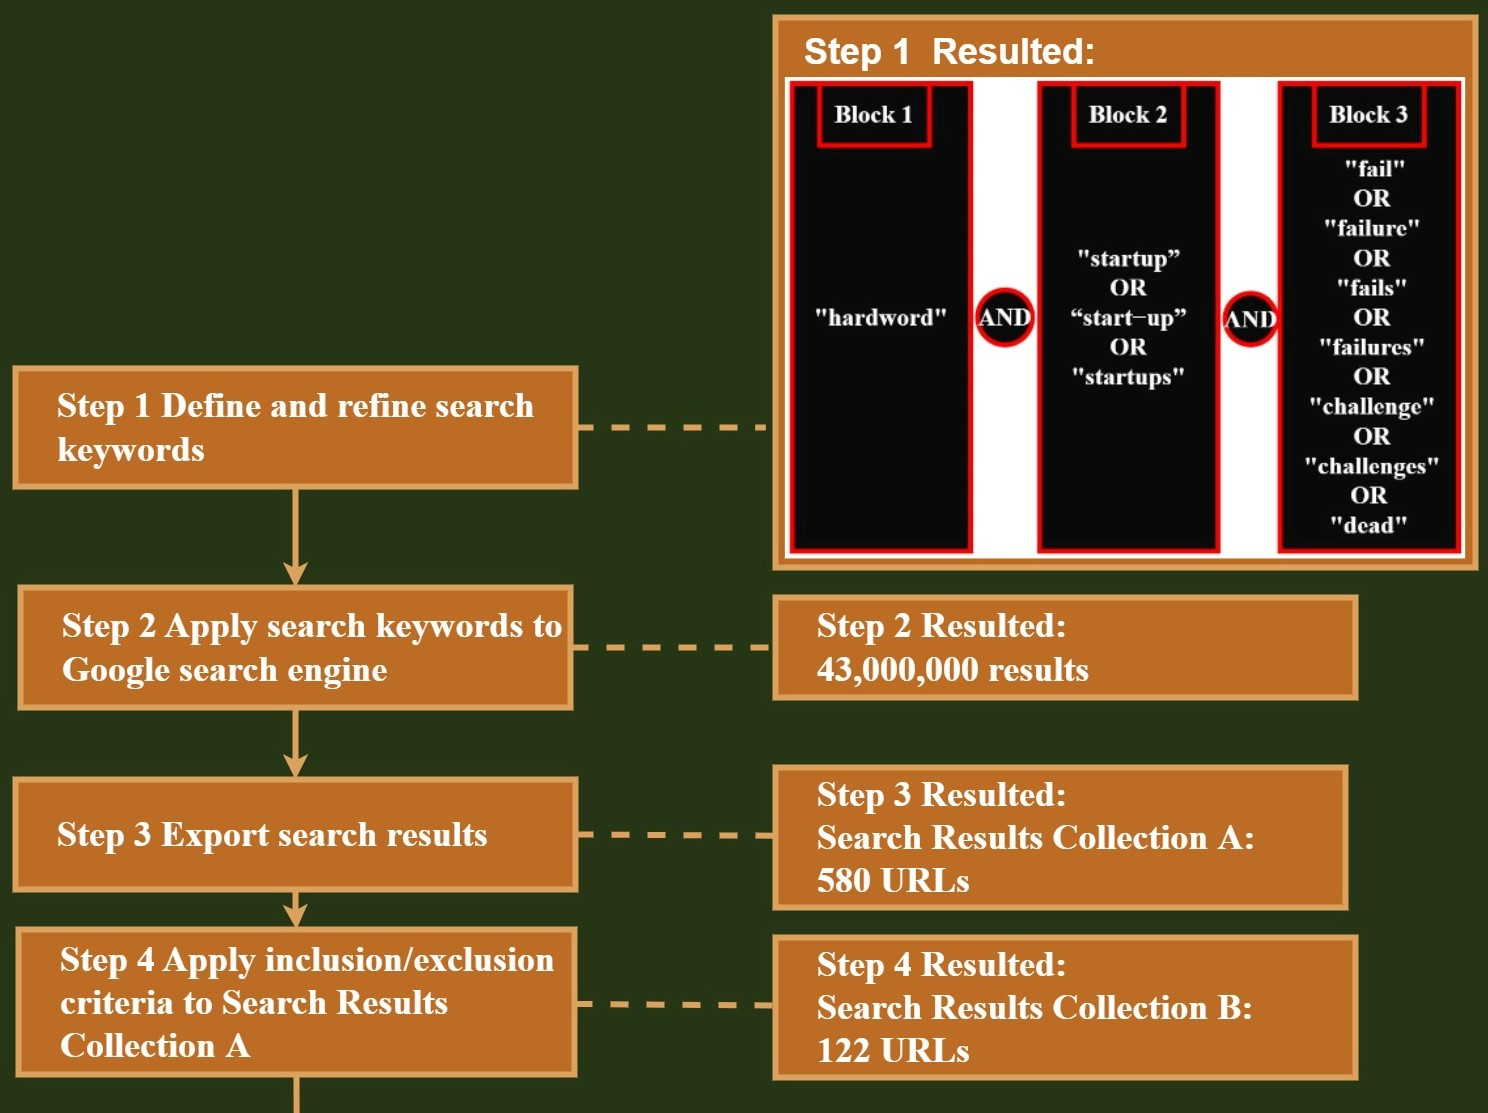 Step 1  Resulted:
Block 1
"hardword"
AND
Block 2
"startup”
OR
“start−up”
OR
"startups"
AND
Block 3
"fail"
OR
"failure"
OR
"fails"
OR
"failures"
OR
"challenge"
OR
"challenges"
OR
"dead"
Step 1 Define and refine search
keywords
Step 2 Apply search keywords to
Google search engine
Step 2 Resulted:
43,000,000 results
Step 3 Export search results
Step 3 Resulted:
Search Results Collection A:
580 URLs
Step 4 Apply inclusion/exclusion
criteria to Search Results
Collection A
Step 4 Resulted:
Search Results Collection B:
122 URLs